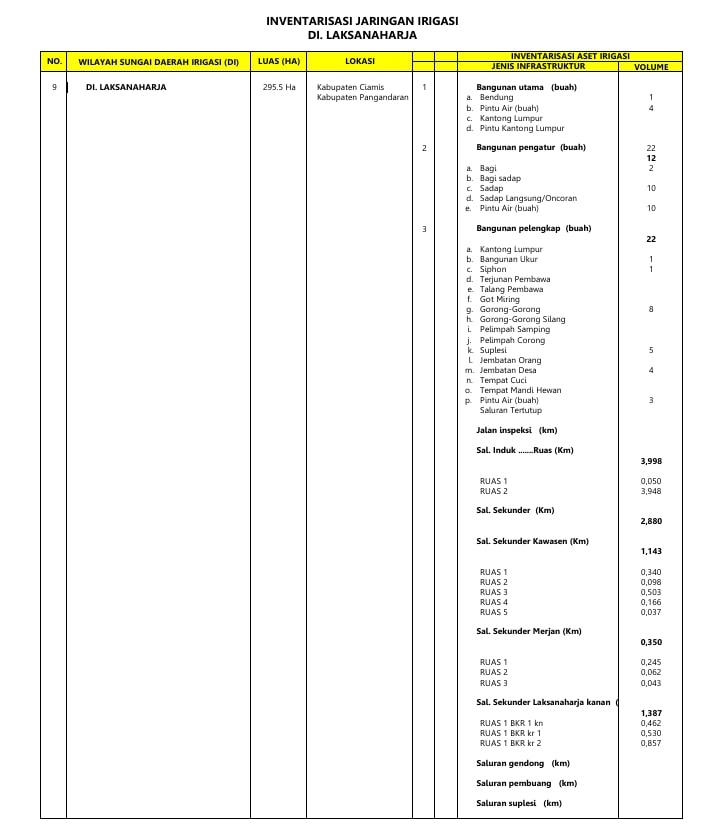 INVENTARISASI JARINGAN IRIGASI
DI. LAKSANAHARJA
NO. WILAYAH SUNGAI DAERAH IRIGASI (DI) LUAS (HA) LOKASI INVENTARISASI ASET IRIGASI
JENIS INFRASTRUKTUR VOLUME
9 DI. LAKSANAHARJA 295.5 Ha Kabupaten Ciamis 1 Bangunan utama (buah)
Kabupaten Pangandaran a. Bendung 1
b. Pintu Air (buah) 4
c. Kantong Lumpur
d. Pintu Kantong Lumpur
2 Bangunan pengatur (buah) 22
12
a. Bagi 2
b. Bagi sadap
c. Sadap 10
d. Sadap Langsung/Oncoran
e. Pintu Air (buah) 10
3 Bangunan pelengkap (buah)
22
a. Kantong Lumpur
b. Bangunan Ukur 1
c. Siphon 1
d. Terjunan Pembawa
e. Talang Pembawa
f. Got Miring
g. Gorong-Gorong 8
h. Gorong-Gorong Silang
i. Pelimpah Samping
j. Pelimpah Corong
k. Suplesi 5
l. Jembatan Orang
m. Jembatan Desa 4
n. Tempat Cuci
o. Tempat Mandi Hewan
p. Pintu Air (buah) 3
Saluran Tertutup
Jalan inspeksi (km)
Sal. Induk .......Ruas (Km)
3,998
RUAS 1 0,050
RUAS 2 3,948
Sal. Sekunder (Km)
2,880
Sal. Sekunder Kawasen (Km)
1,143
RUAS 1 0,340
RUAS 2 0,098
RUAS 3 0,503
RUAS 4 0,166
RUAS 5 0,037
Sal. Sekunder Merjan (Km)
0,350
RUAS 1 0,245
RUAS 2 0,062
RUAS 3 0,043
Sal. Sekunder Laksanaharja kanan (
1,387
RUAS 1 BKR 1 kn 0,462
RUAS 1 BKR kr 1 0,530
RUAS 1 BKR kr 2 0,857
Saluran gendong (km)
Saluran pembuang (km)
Saluran suplesi (km)